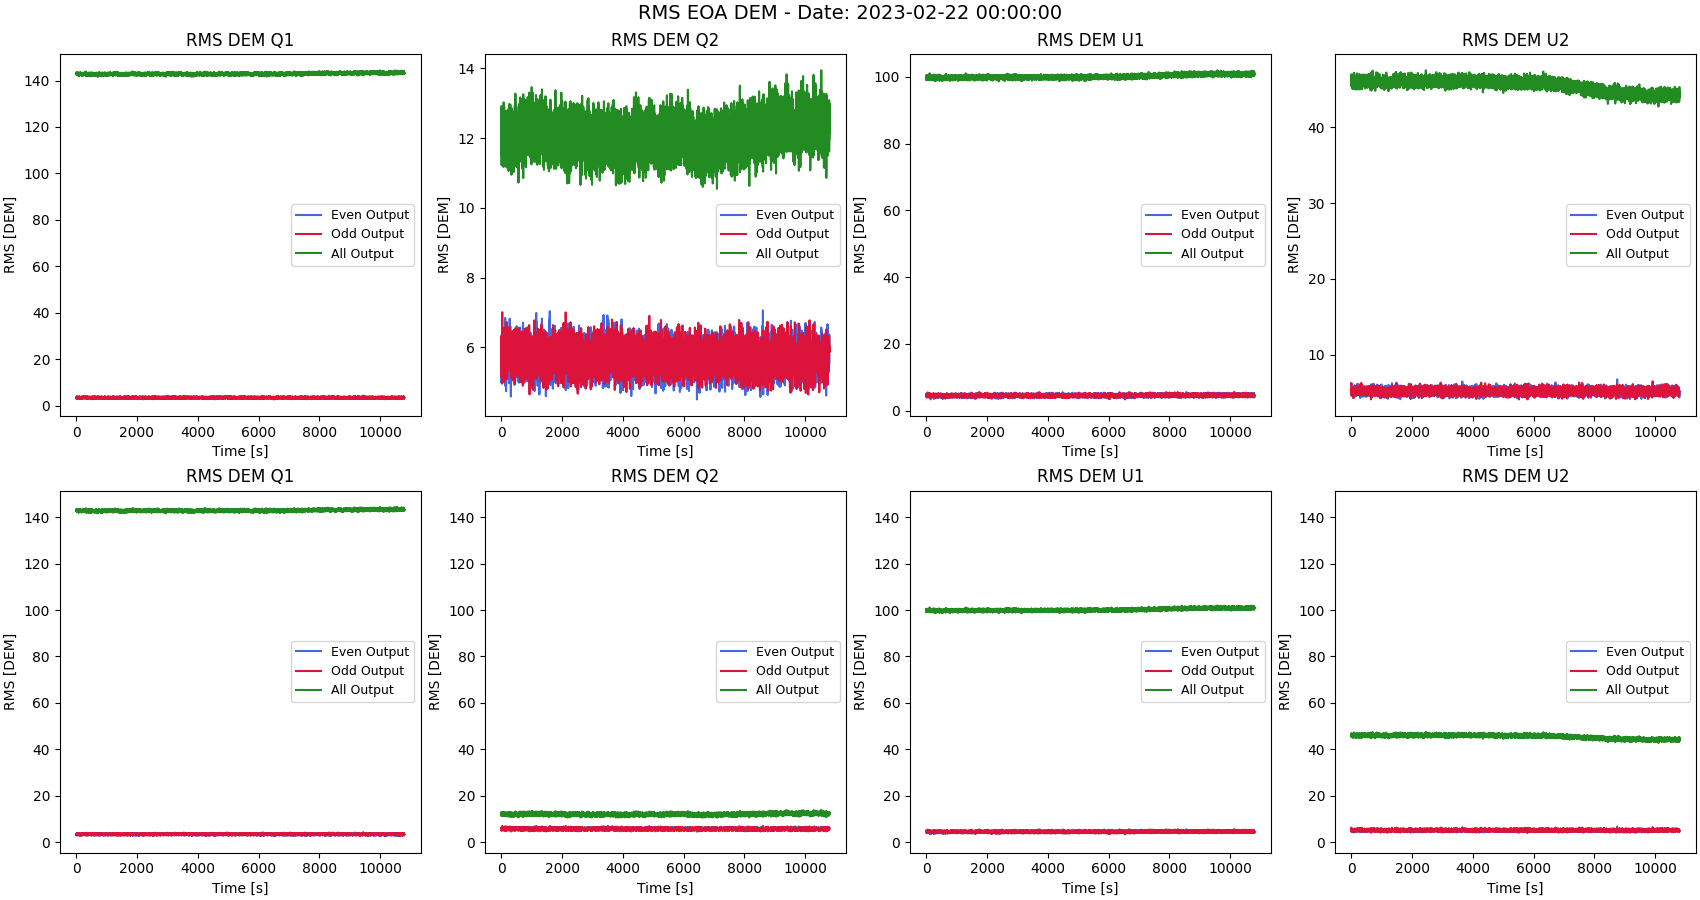 RMS EOA DEM - Date: 2023-02-22 00:00:00
RMS DEM Q1
RMS [DEM]
140
120
100
80
60
40
20
0
Even Output
Odd Output
All Output
0 2000 4000 6000 8000 10000
Time [s]
RMS DEM Q2
RMS [DEM]
14
12
10
8
6
Even Output
Odd Output
All Output
0 2000 4000 6000 8000 10000
Time [s]
RMS DEM U1
RMS [DEM]
100
80
60
40
20
0
Even Output
Odd Output
All Output
0 2000 4000 6000 8000 10000
Time [s]
RMS DEM U2
RMS [DEM]
40
30
20
10
Even Output
Odd Output
All Output
0 2000 4000 6000 8000 10000
Time [s]
RMS DEM Q1
RMS [DEM]
140
120
100
80
60
40
20
0
Even Output
Odd Output
All Output
0 2000 4000 6000 8000 10000
Time [s]
RMS DEM Q2
RMS [DEM]
140
120
100
80
60
40
20
0
Even Output
Odd Output
All Output
0 2000 4000 6000 8000 10000
Time [s]
RMS DEM U1
RMS [DEM]
140
120
100
80
60
40
20
0
Even Output
Odd Output
All Output
0 2000 4000 6000 8000 10000
Time [s]
RMS DEM U2
RMS [DEM]
140
120
100
80
60
40
20
0
Even Output
Odd Output
All Output
0 2000 4000 6000 8000 10000
Time [s]